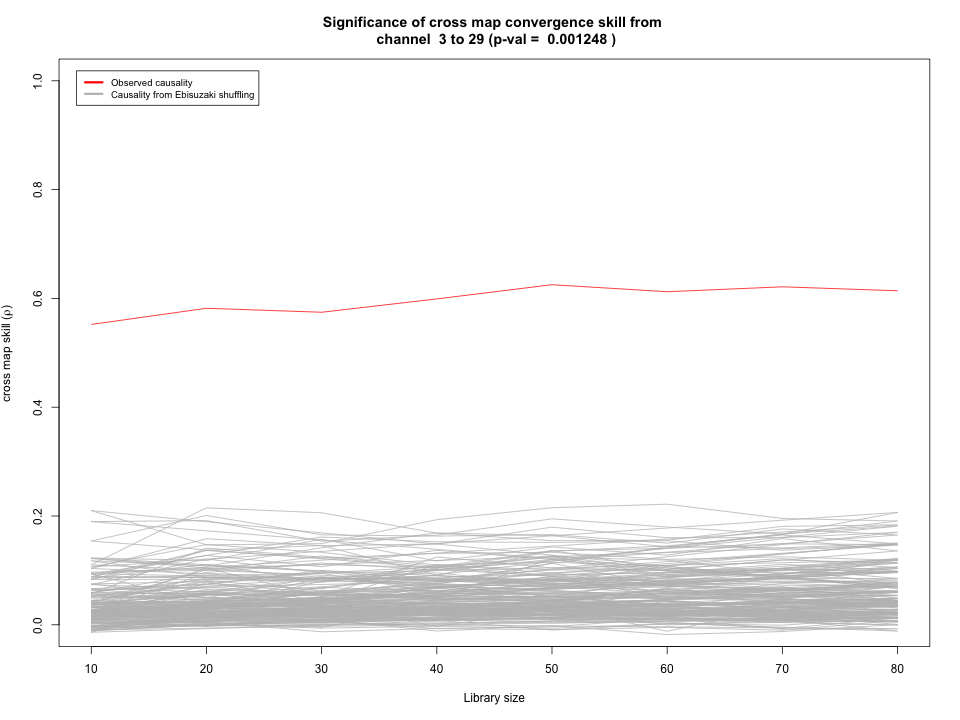 Significance of cross map convergence skill from
channel  3 to 29 (p-val =  0.001248 )
Observed causality
Causality from Ebisuzaki shuffling
cross map skill (ρ)
1.0
0.8
0.6
0.4
0.2
0.0
10 20 30 40 50 60 70 80
Library size